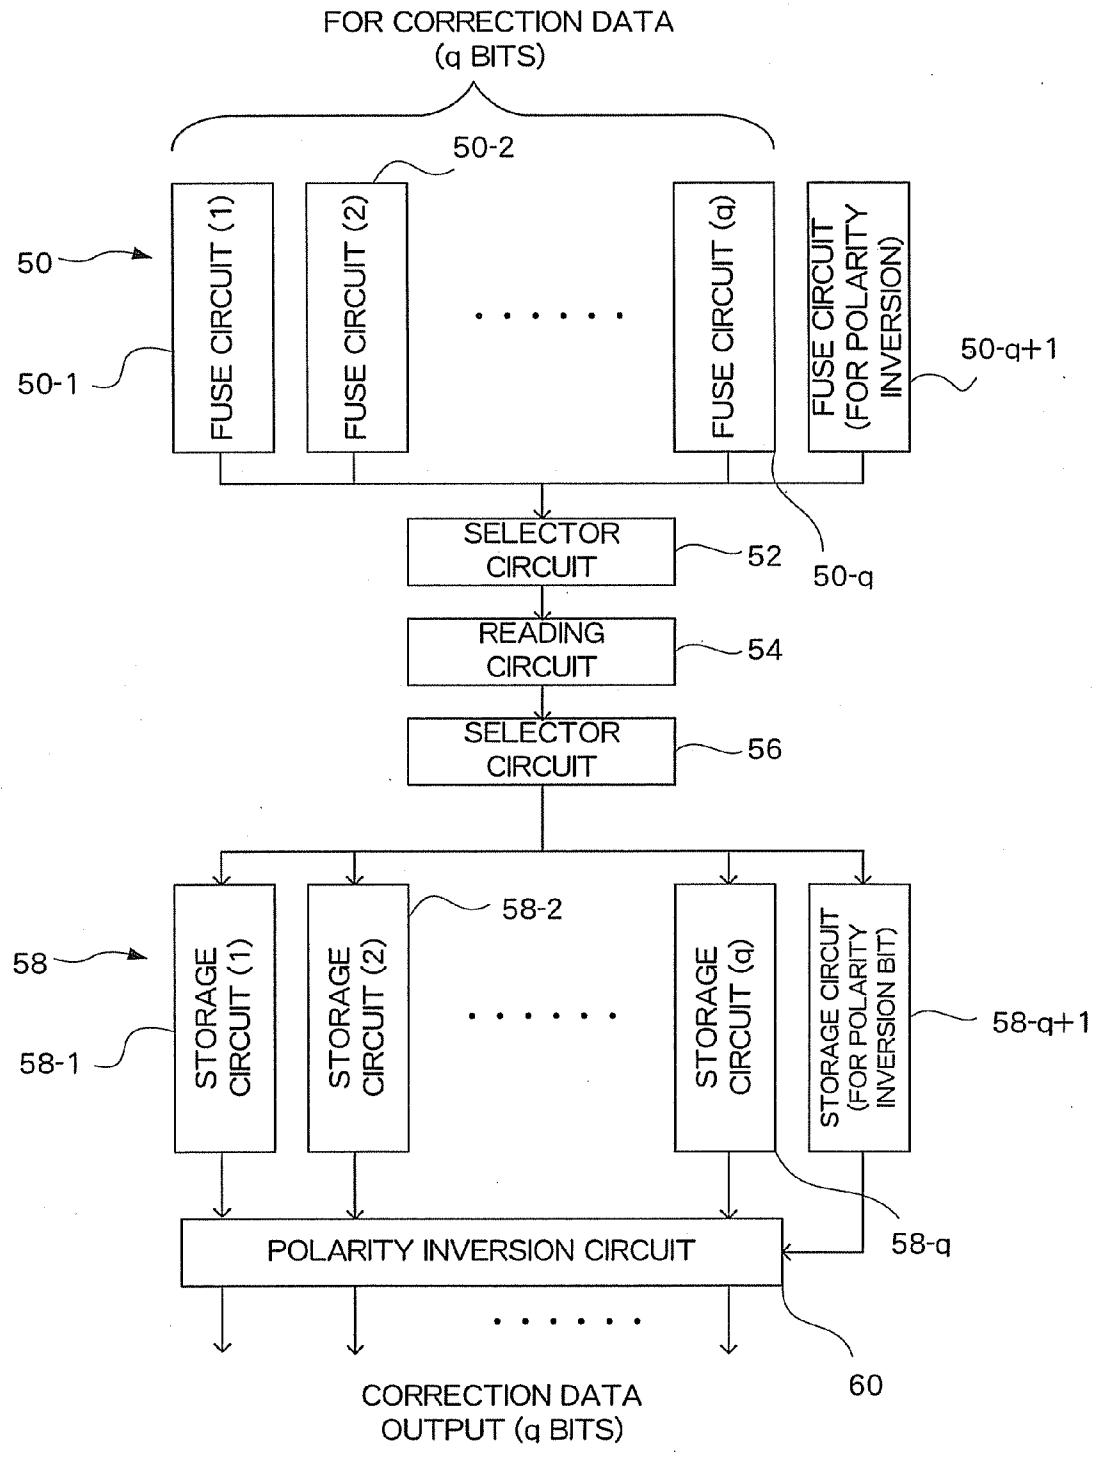 FOR CORRECTION DATA
(q BITS)
50-2
50
50-1
FUSE CIRCUIT (1)
FUSE CIRCUIT (2)
FUSE CIRCUIT (q)
FUSE CIRCUIT
(FOR POLARITY
INVERSION)
50-q+1
SELECTOR
CIRCUIT
52
50-q
READING
CIRCUIT
54
SELECTOR
CIRCUIT
56
58
58-1
STORAGE
CIRCUIT (1)
STORAGE
CIRCUIT (2)
58-2
STORAGE
CIRCUIT (q)
STORAGE CIRCUIT
(FOR POLARITY
INVERSION BIT)
58-q+1
POLARITY INVERSION CIRCUIT
58-q
60
CORRECTION DATA
OUTPUT (q BITS)